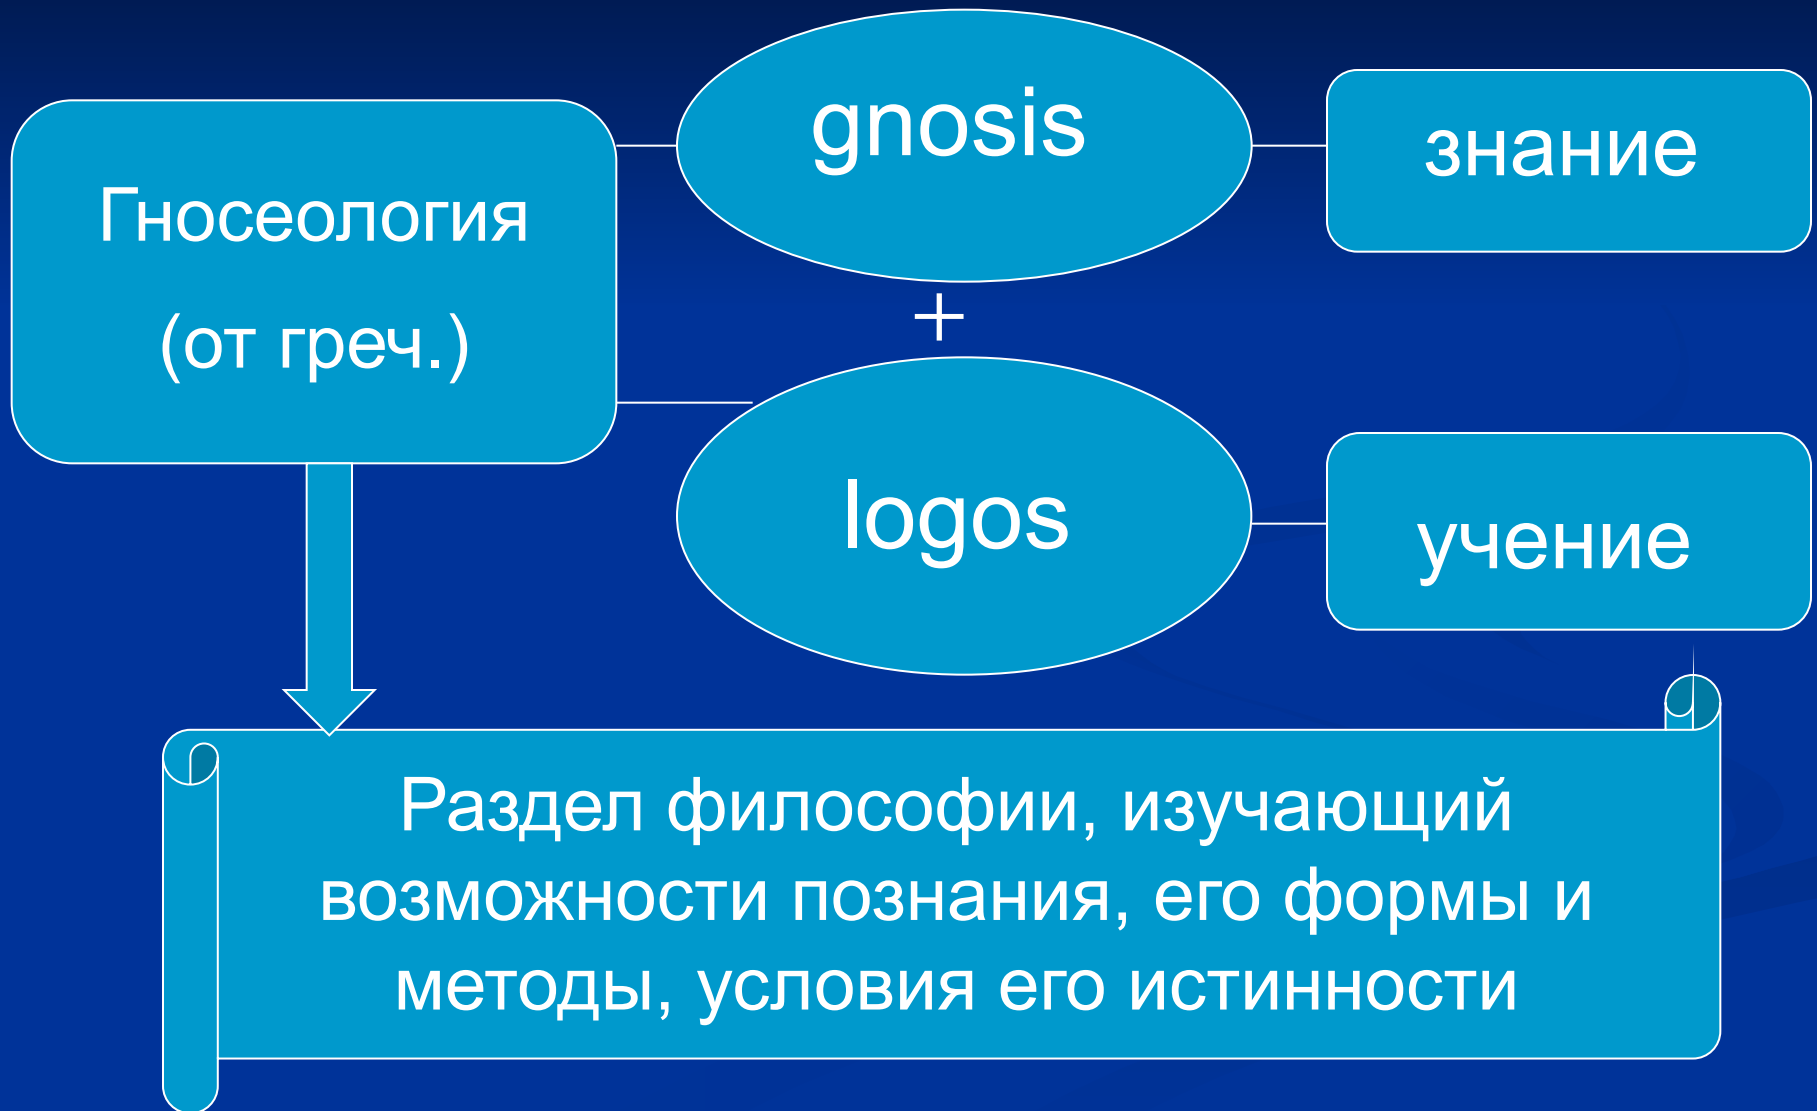 Гносеология
(от греч.)
gnosis
знание
+
logos
учение
Раздел философии, изучающий
возможности познания, его формы и
методы, условия его истинности